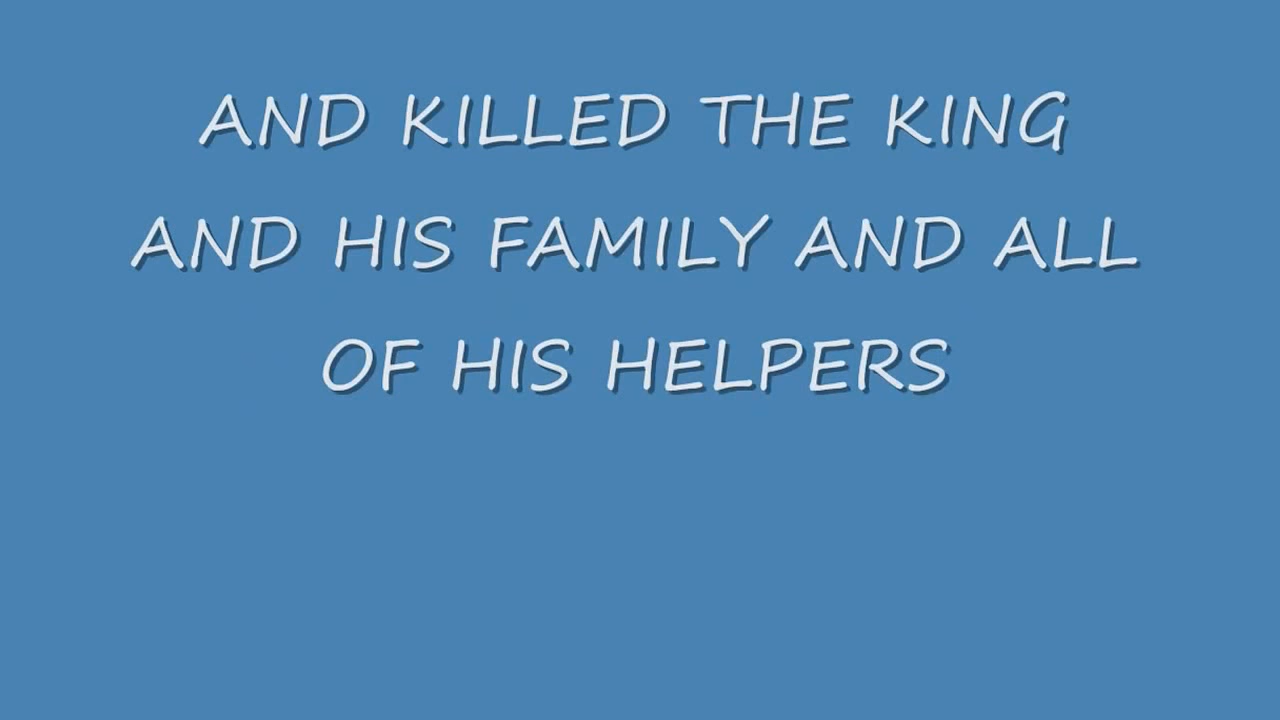 AND KILLED THE KING
AND HIS FAMILY AND ALL
OF HIS HELPERS